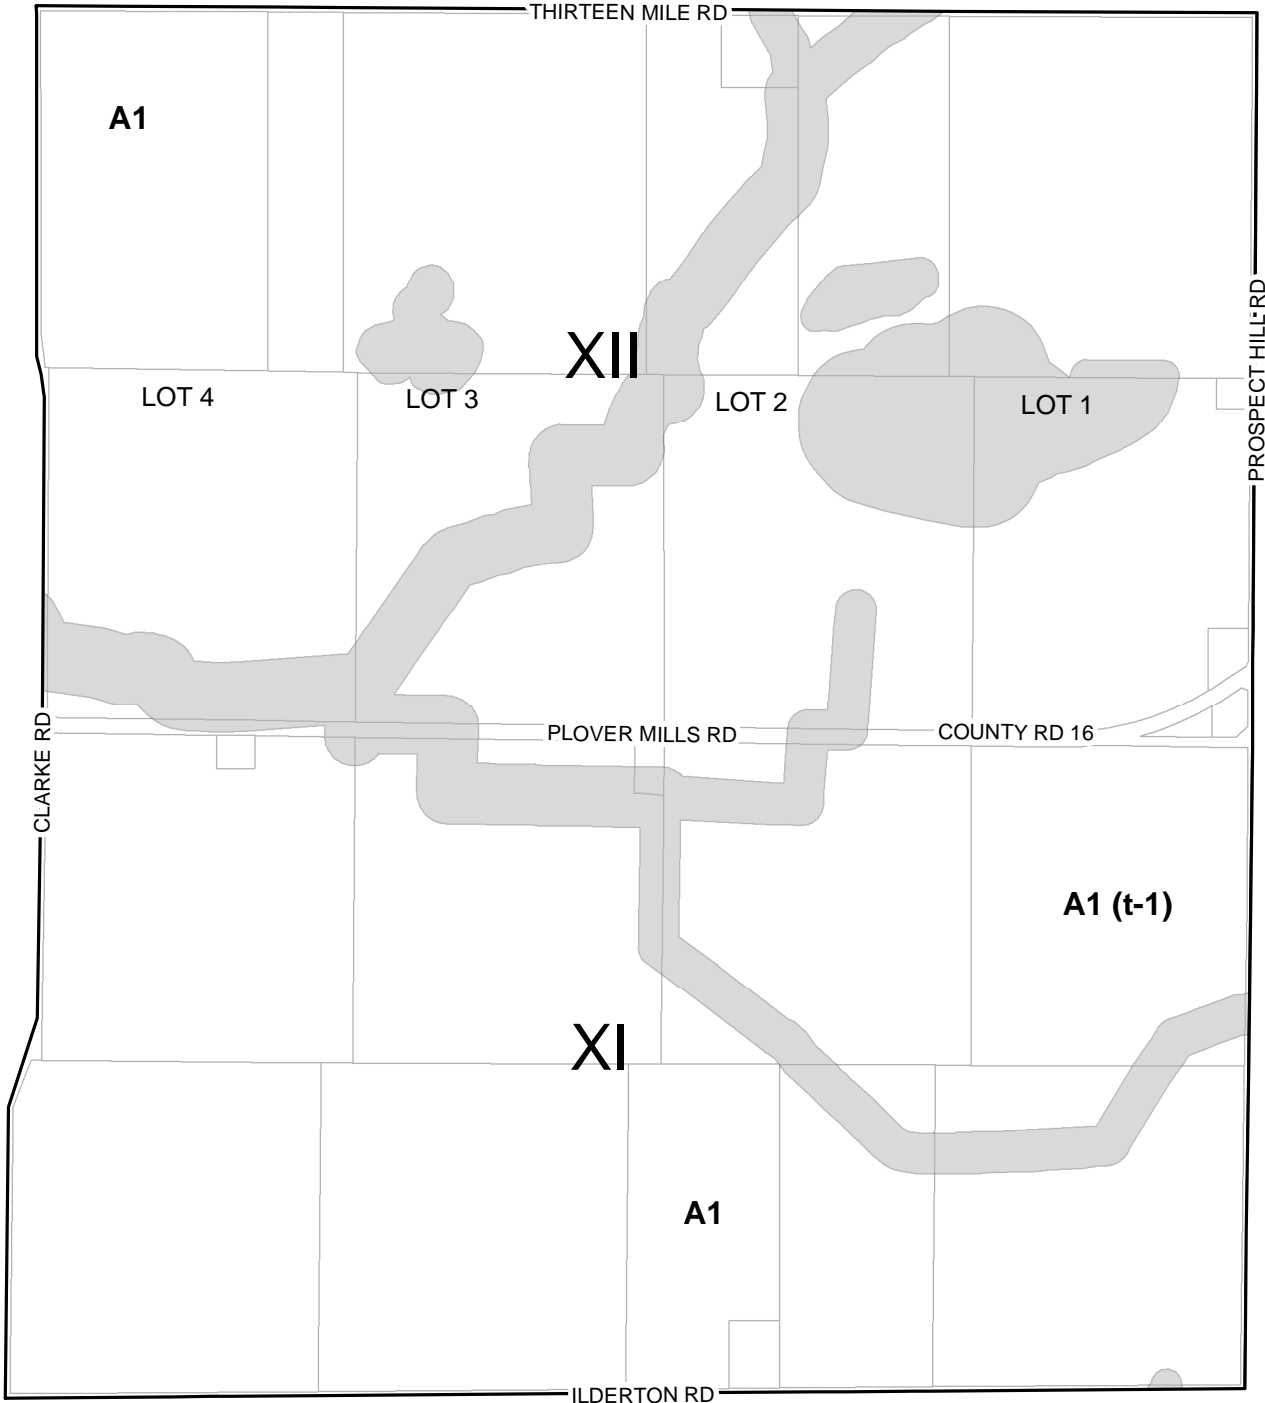 THIRTEEN MILE RD
A1
PROSPECT HILL RD
XII
LOT 4
LOT 3
LOT 2
LOT 1
CLARKE RD
PLOVER MILLS RD
COUNTY RD 16
A1 (t-1)
XI
A1
ILDERTON RD